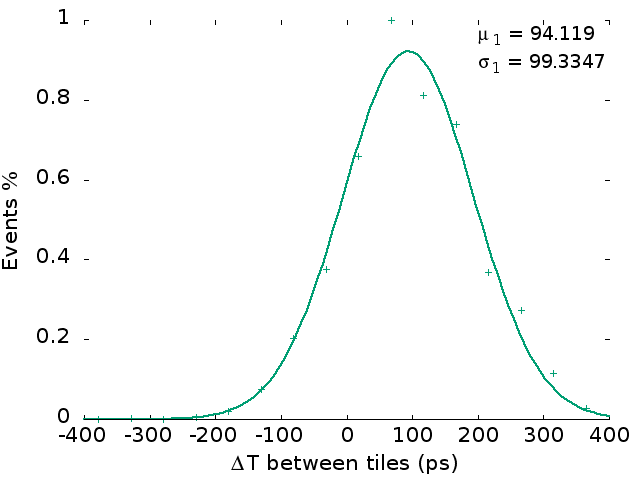 μ1 = 94.119
σ1 = 99.3347
1
0.8
0.6
0.4
0.2
0
Events %
-400 -300 -200 -100 0 100 200 300 400
ΔT between tiles (ps)